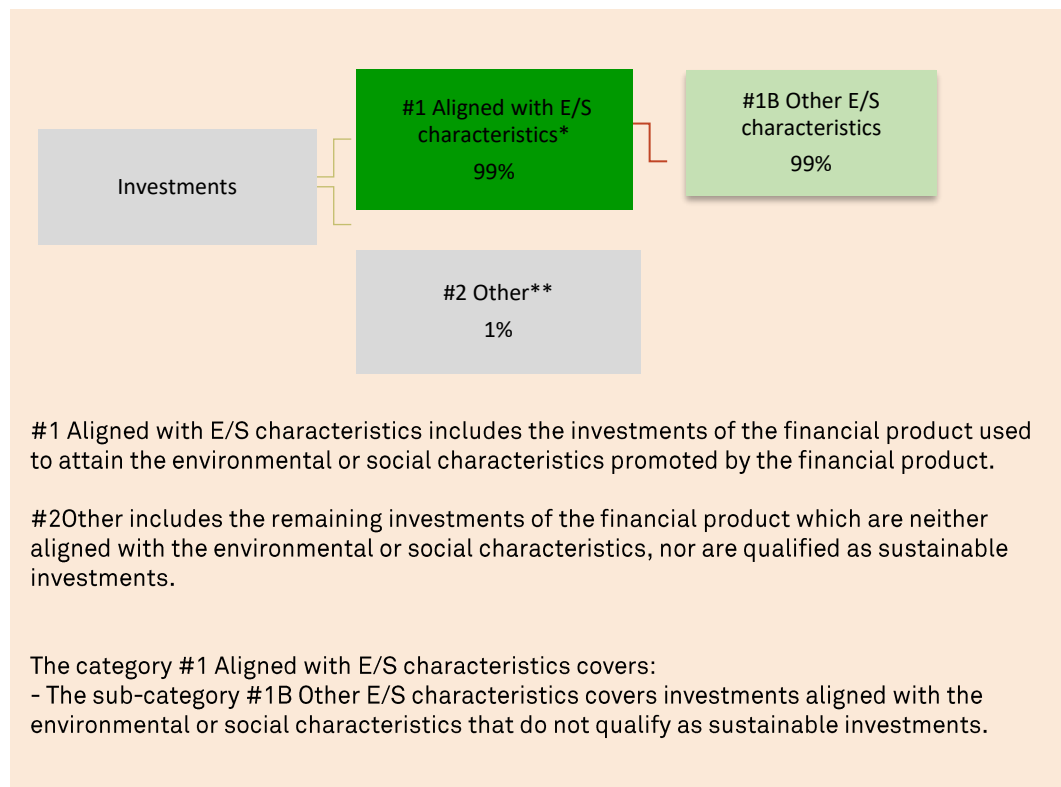 #1 Aligned with E/S
characteristics*
99%
#1B Other E/S
characteristics
99%
Investments
#2 Other**
1%
#1 Aligned with E/S characteristics includes the investments of the financial product used
to attain the environmental or social characteristics promoted by the financial product.
#2Other includes the remaining investments of the financial product which are neither
aligned with the environmental or social characteristics, nor are qualified as sustainable
investments.
The category #1 Aligned with E/S characteristics covers:
- The sub-category #1B Other E/S characteristics covers investments aligned with the
environmental or social characteristics that do not qualify as sustainable investments.